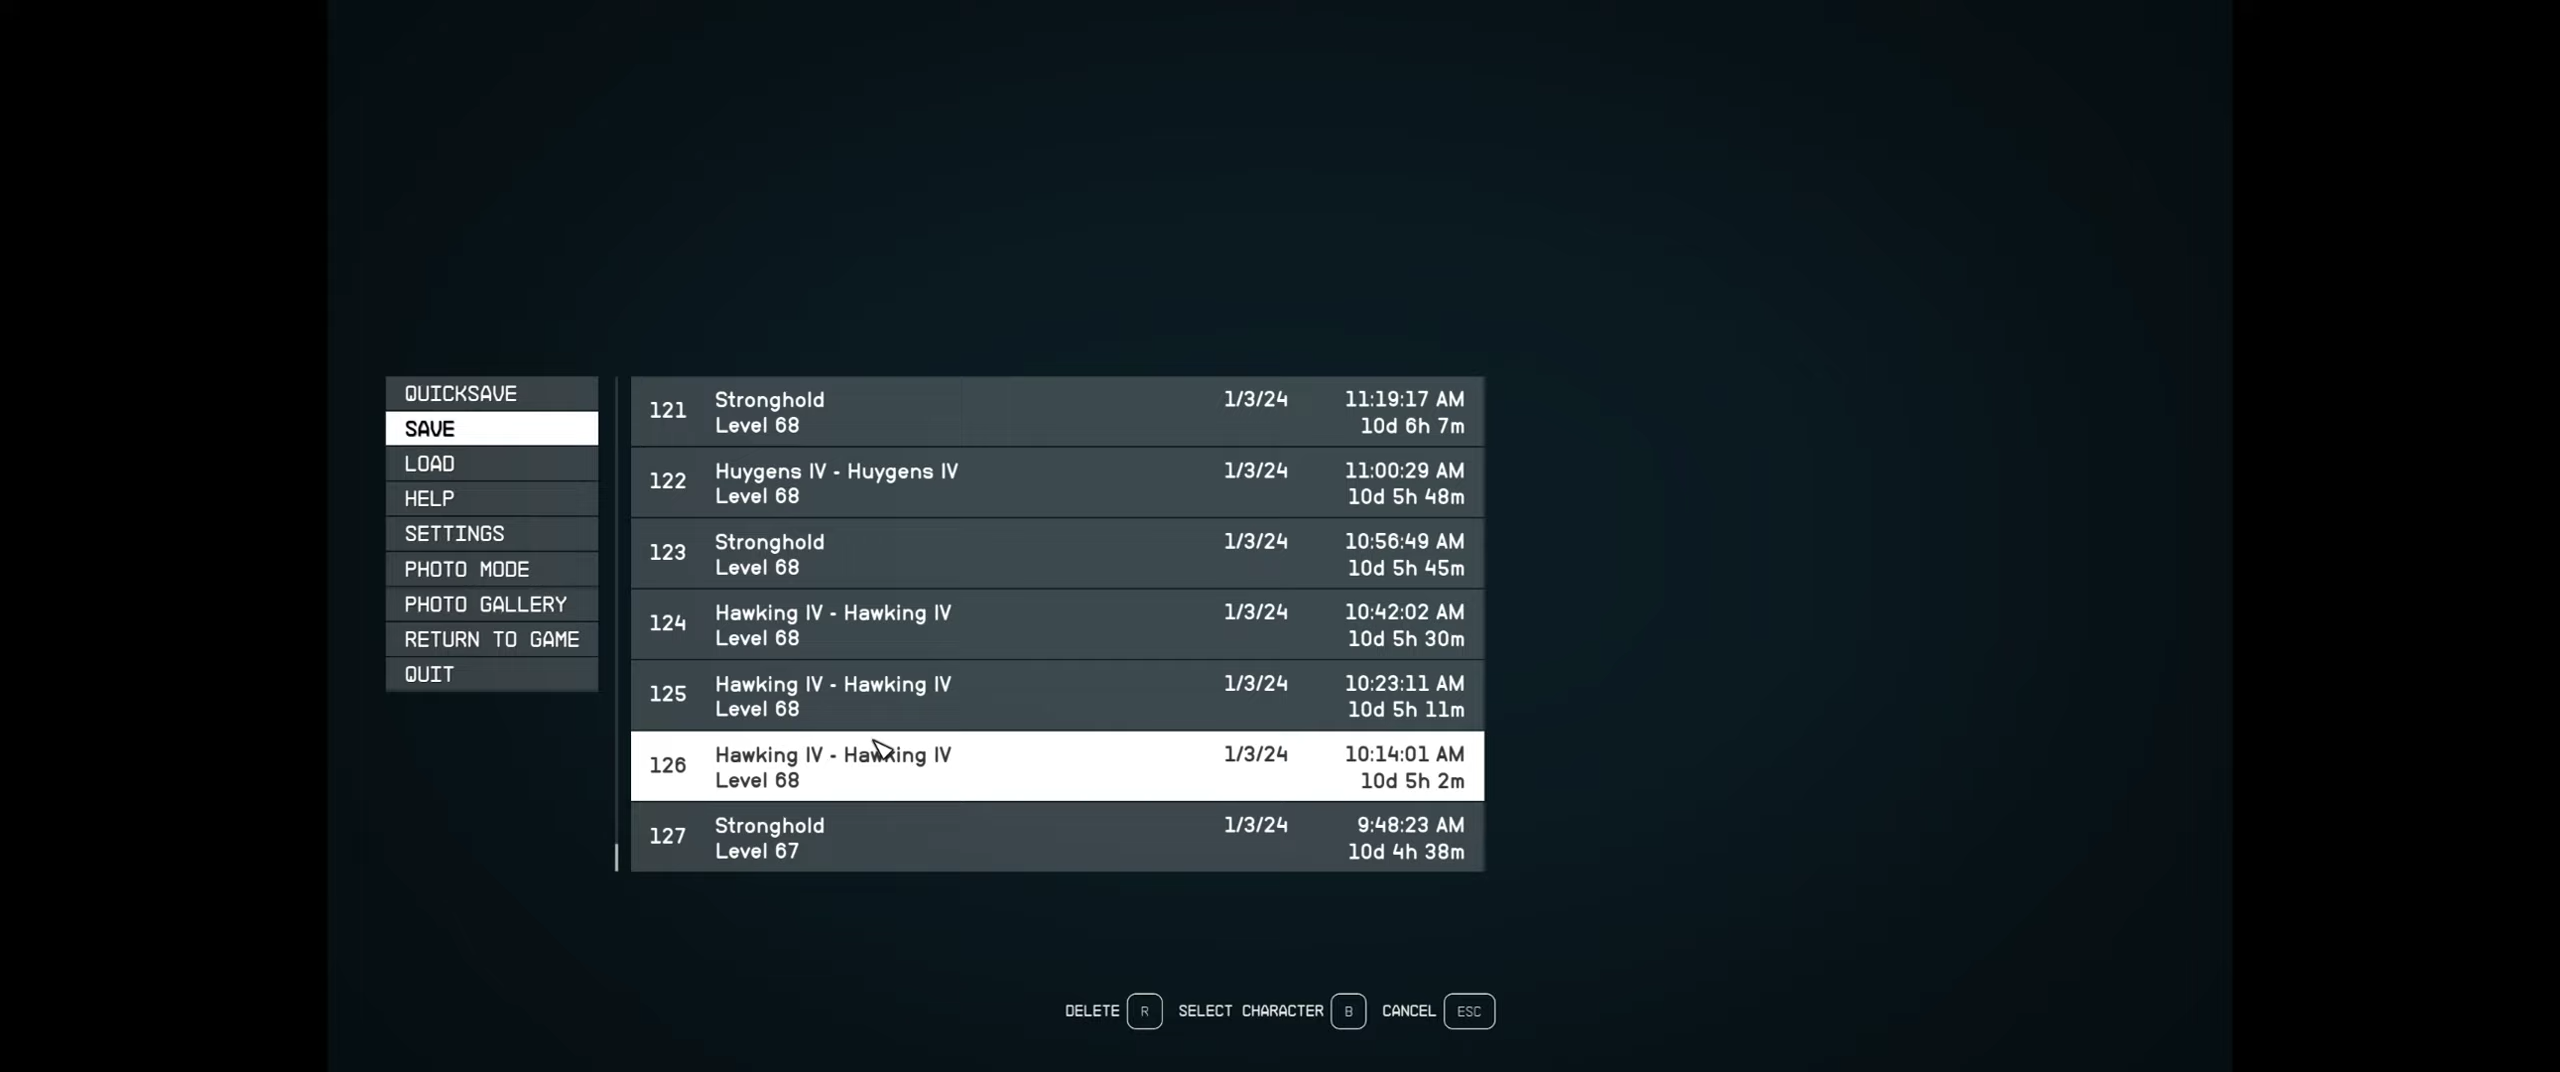 QUICKSAVE
SAVE
LOAD
HELP
SETTINGS
PHOTO MODE
PHOTO GALLERY
RETURN TO GAME
QUIT
121 Stronghold 1/3/24 11:19:17 AM
Level 68 10d 6h 7m
122 Huygens IV - Huygens IV 1/3/24 11:00:29 AM
Level 68 10d 5h 48m
123 Stronghold 1/3/24 10:56:49 AM
Level 68 10d 5h 45m
124 Hawking IV - Hawking IV 1/3/24 10:42:02 AM
Level 68 10d 5h 30m
125 Hawking IV - Hawking IV 1/3/24 10:23:11 AM
Level 68 10d 5h 11m
126 Hawking IV - Hawking IV 1/3/24 10:14:01 AM
Level 68 10d 5h 2m
127 Stronghold 1/3/24 9:48:23 AM
Level 67 10d 4h 38m
DELETE R SELECT CHARACTER B CANCEL ESC